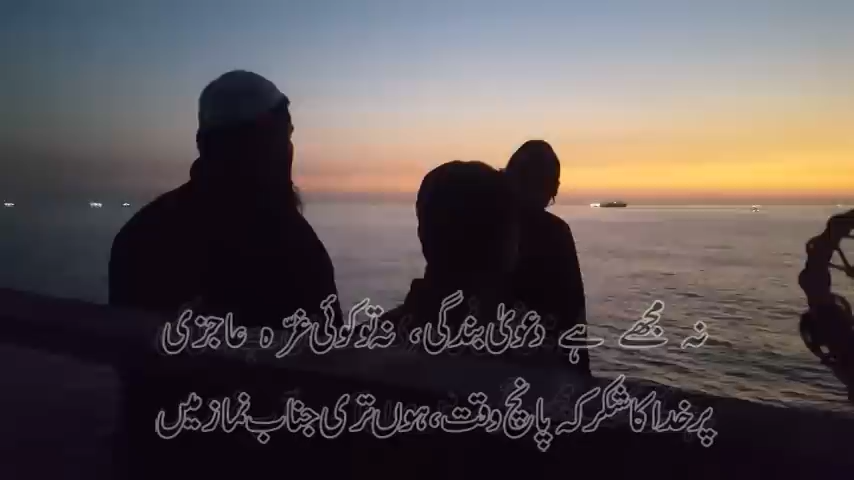 نہ مجھے ہے دعویٰ بندگی، نہ تو کوئی غرّہ عاجزی
پر خدا کا شکر کہ پانچ وقت، ہوں تری جناب نماز میں